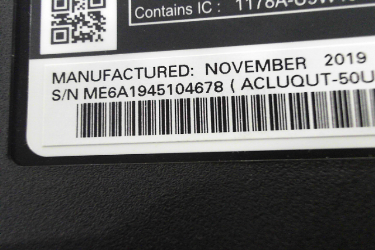 Contains IC :
MANUFACTURED: NOVEMBER 2019
S/N ME6A1945104678 ( ACLUQUT-50U